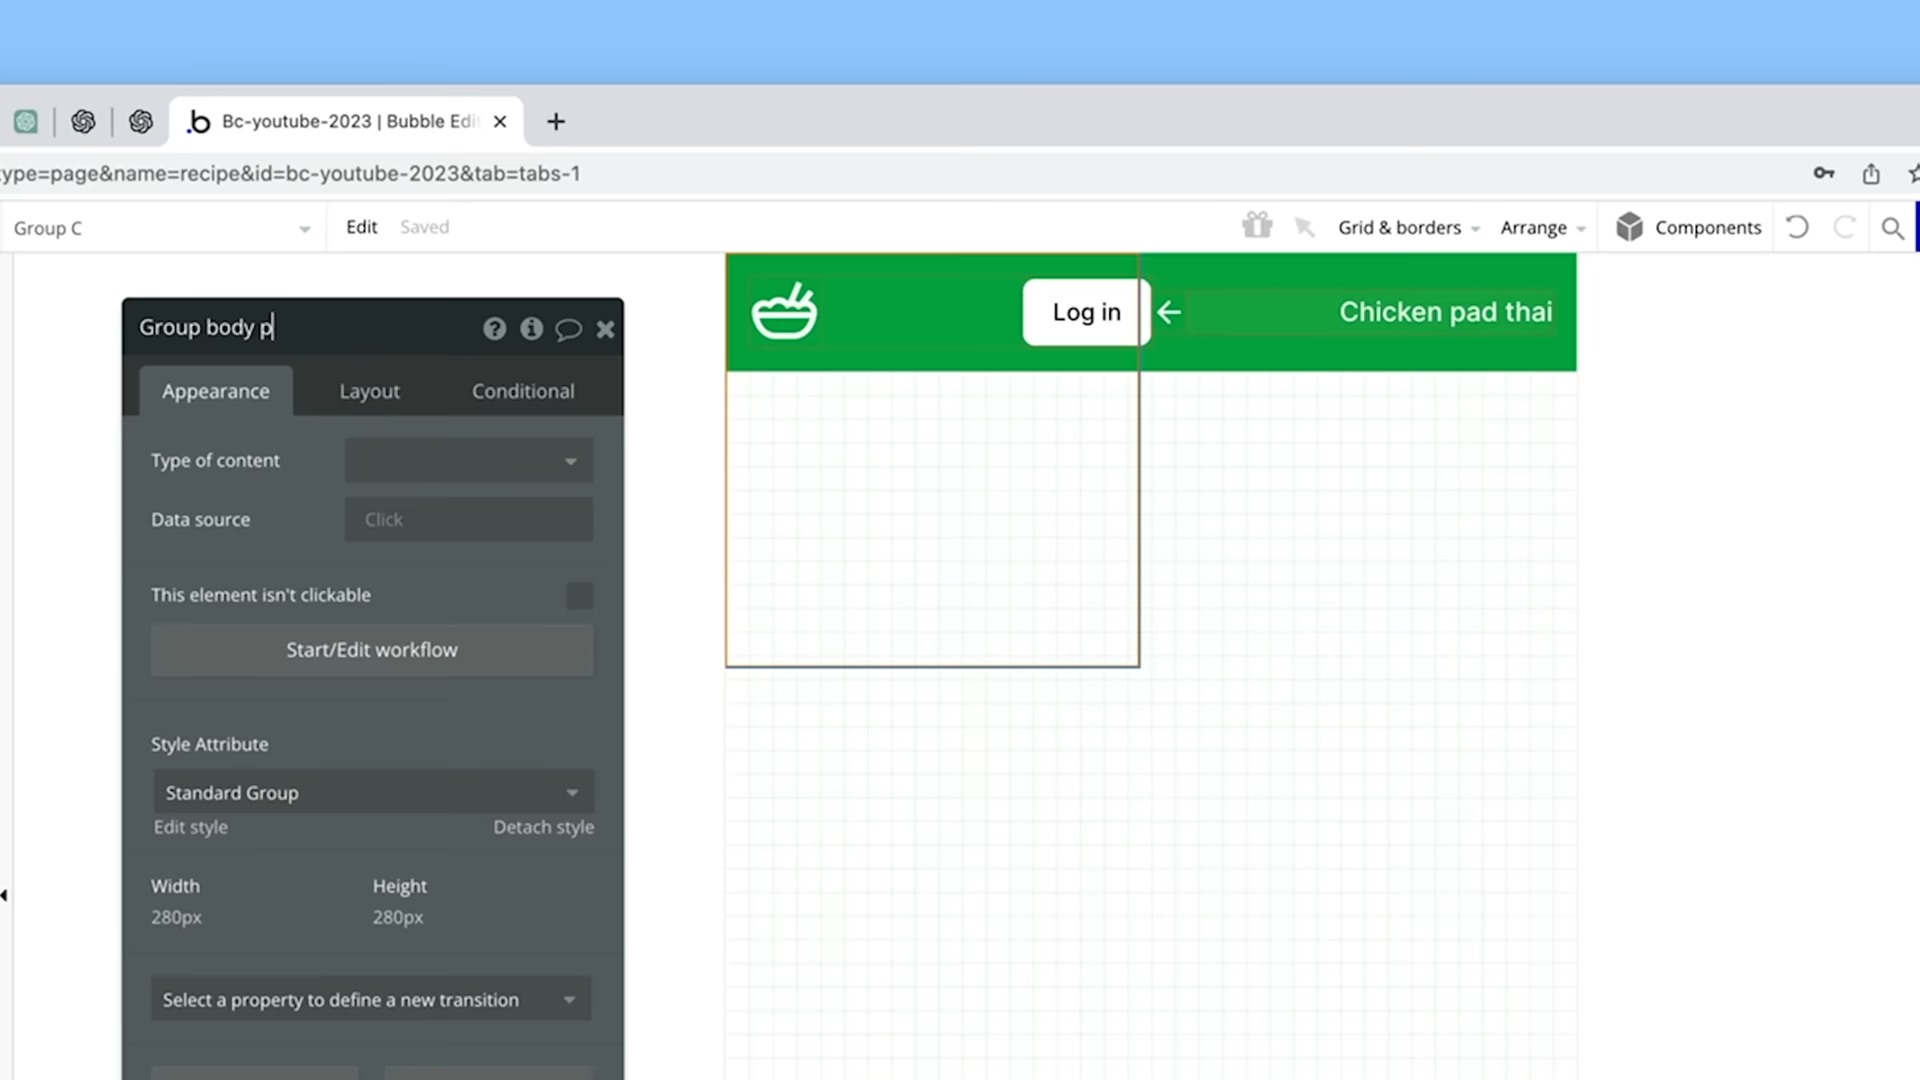 Bc-youtube-2023 | Bubble Edi
ype=page&name=recipe&id=bc-youtube-2023&tab=tabs-1
Group C
Edit
Saved
Grid & borders
Arrange
Components
Group body p
Log in
Chicken pad thai
Appearance
Layout
Conditional
Type of content
Data source
Click
This element isn't clickable
Start/Edit workflow
Style Attribute
Standard Group
Edit style
Detach style
Width
Height
280px
280px
Select a property to define a new transition